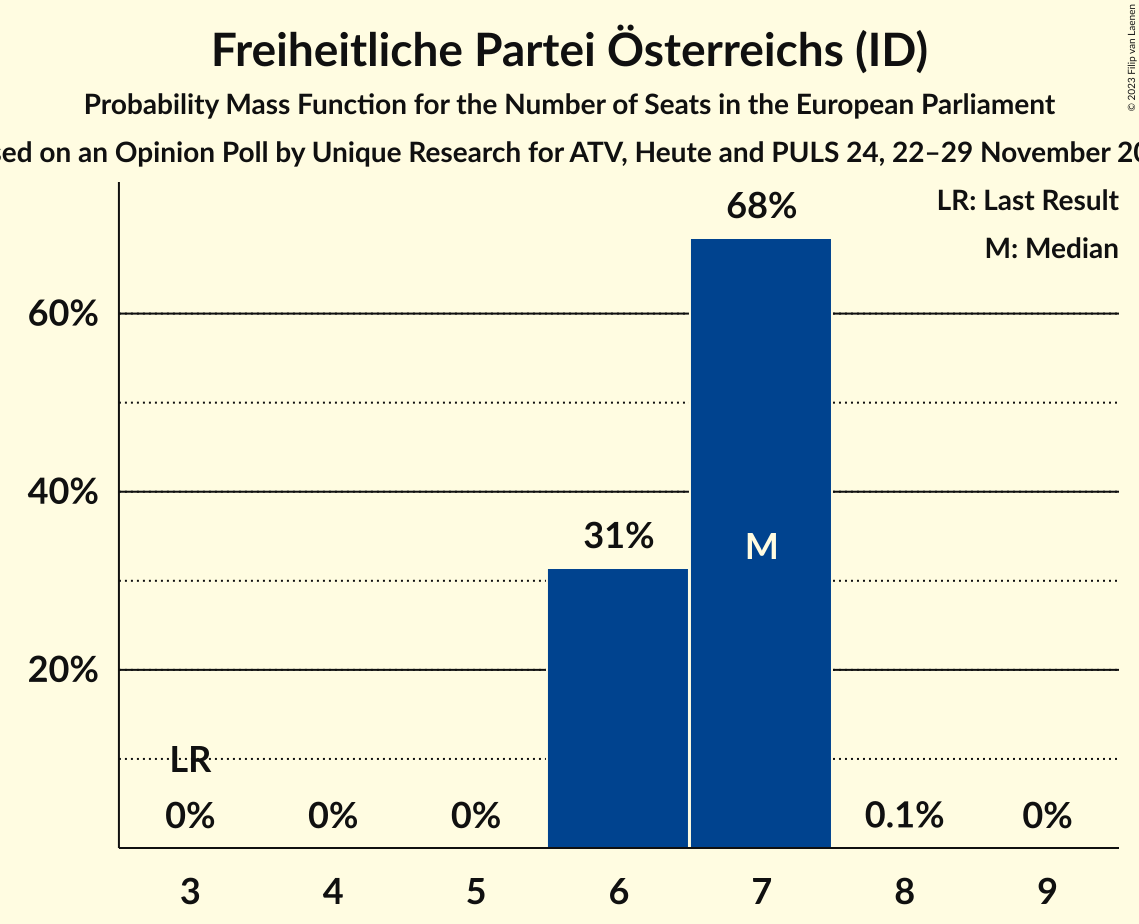 Freiheitliche Partei Österreichs (ID)
Probability Mass Function for the Number of Seats in the European Parliament
on an Opinion Poll by Unique Research for ATV, Heute and PULS 24, 22–29 November
© 2023 Filip van Laenen
LR: Last Result
M: Median
68%
60%
40%
31%
M
20%
LR
0% 0% 0% 0.1% 0%
3 4 5 6 7 8 9